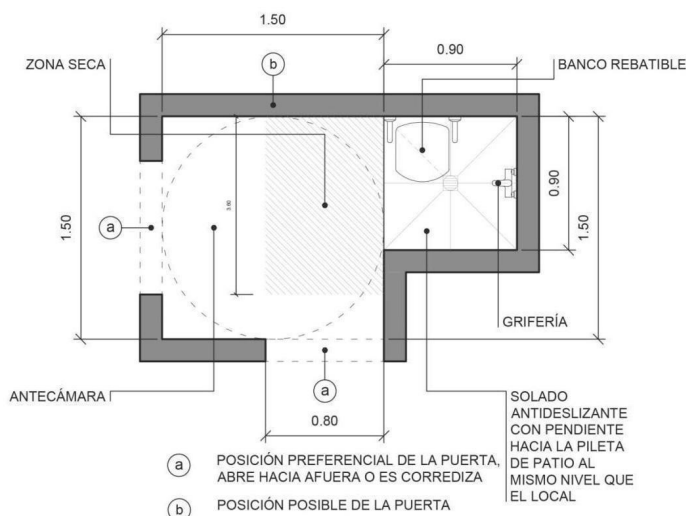 1.50
0.90
ZONA SECA
b
BANCO REBATIBLE
1.50
a
0.90
1.50
GRIFERÍA
ANTECÁMARA
a
0.80
SOLADO
ANTIDESLIZANTE
CON PENDIENTE
HACIA LA PILETA
DE PATIO AL
MISMO NIVEL QUE
EL LOCAL
a POSICIÓN PREFERENCIAL DE LA PUERTA,
ABRE HACIA AFUERA O ES CORREDIZA
b POSICIÓN POSIBLE DE LA PUERTA